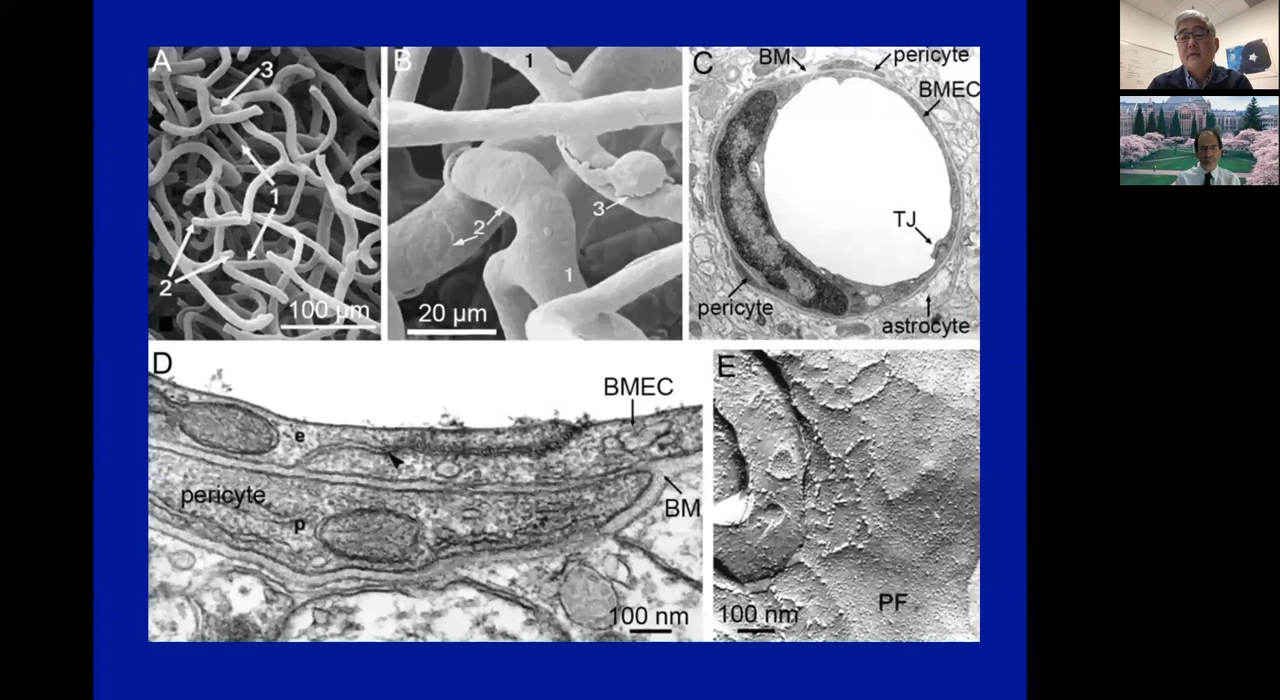 A
3
1
2
100 µm
B
1
2
3
1
20 µm
C
BM
pericyte
BMEC
TJ
pericyte
astrocyte
D
BMEC
e
pericyte
p
BM
100 nm
E
PF
100 nm